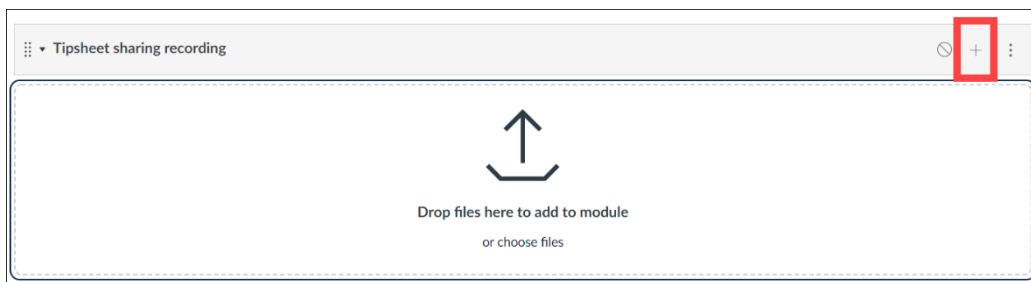 Tipsheet sharing recording
Drop files here to add to module
or choose files